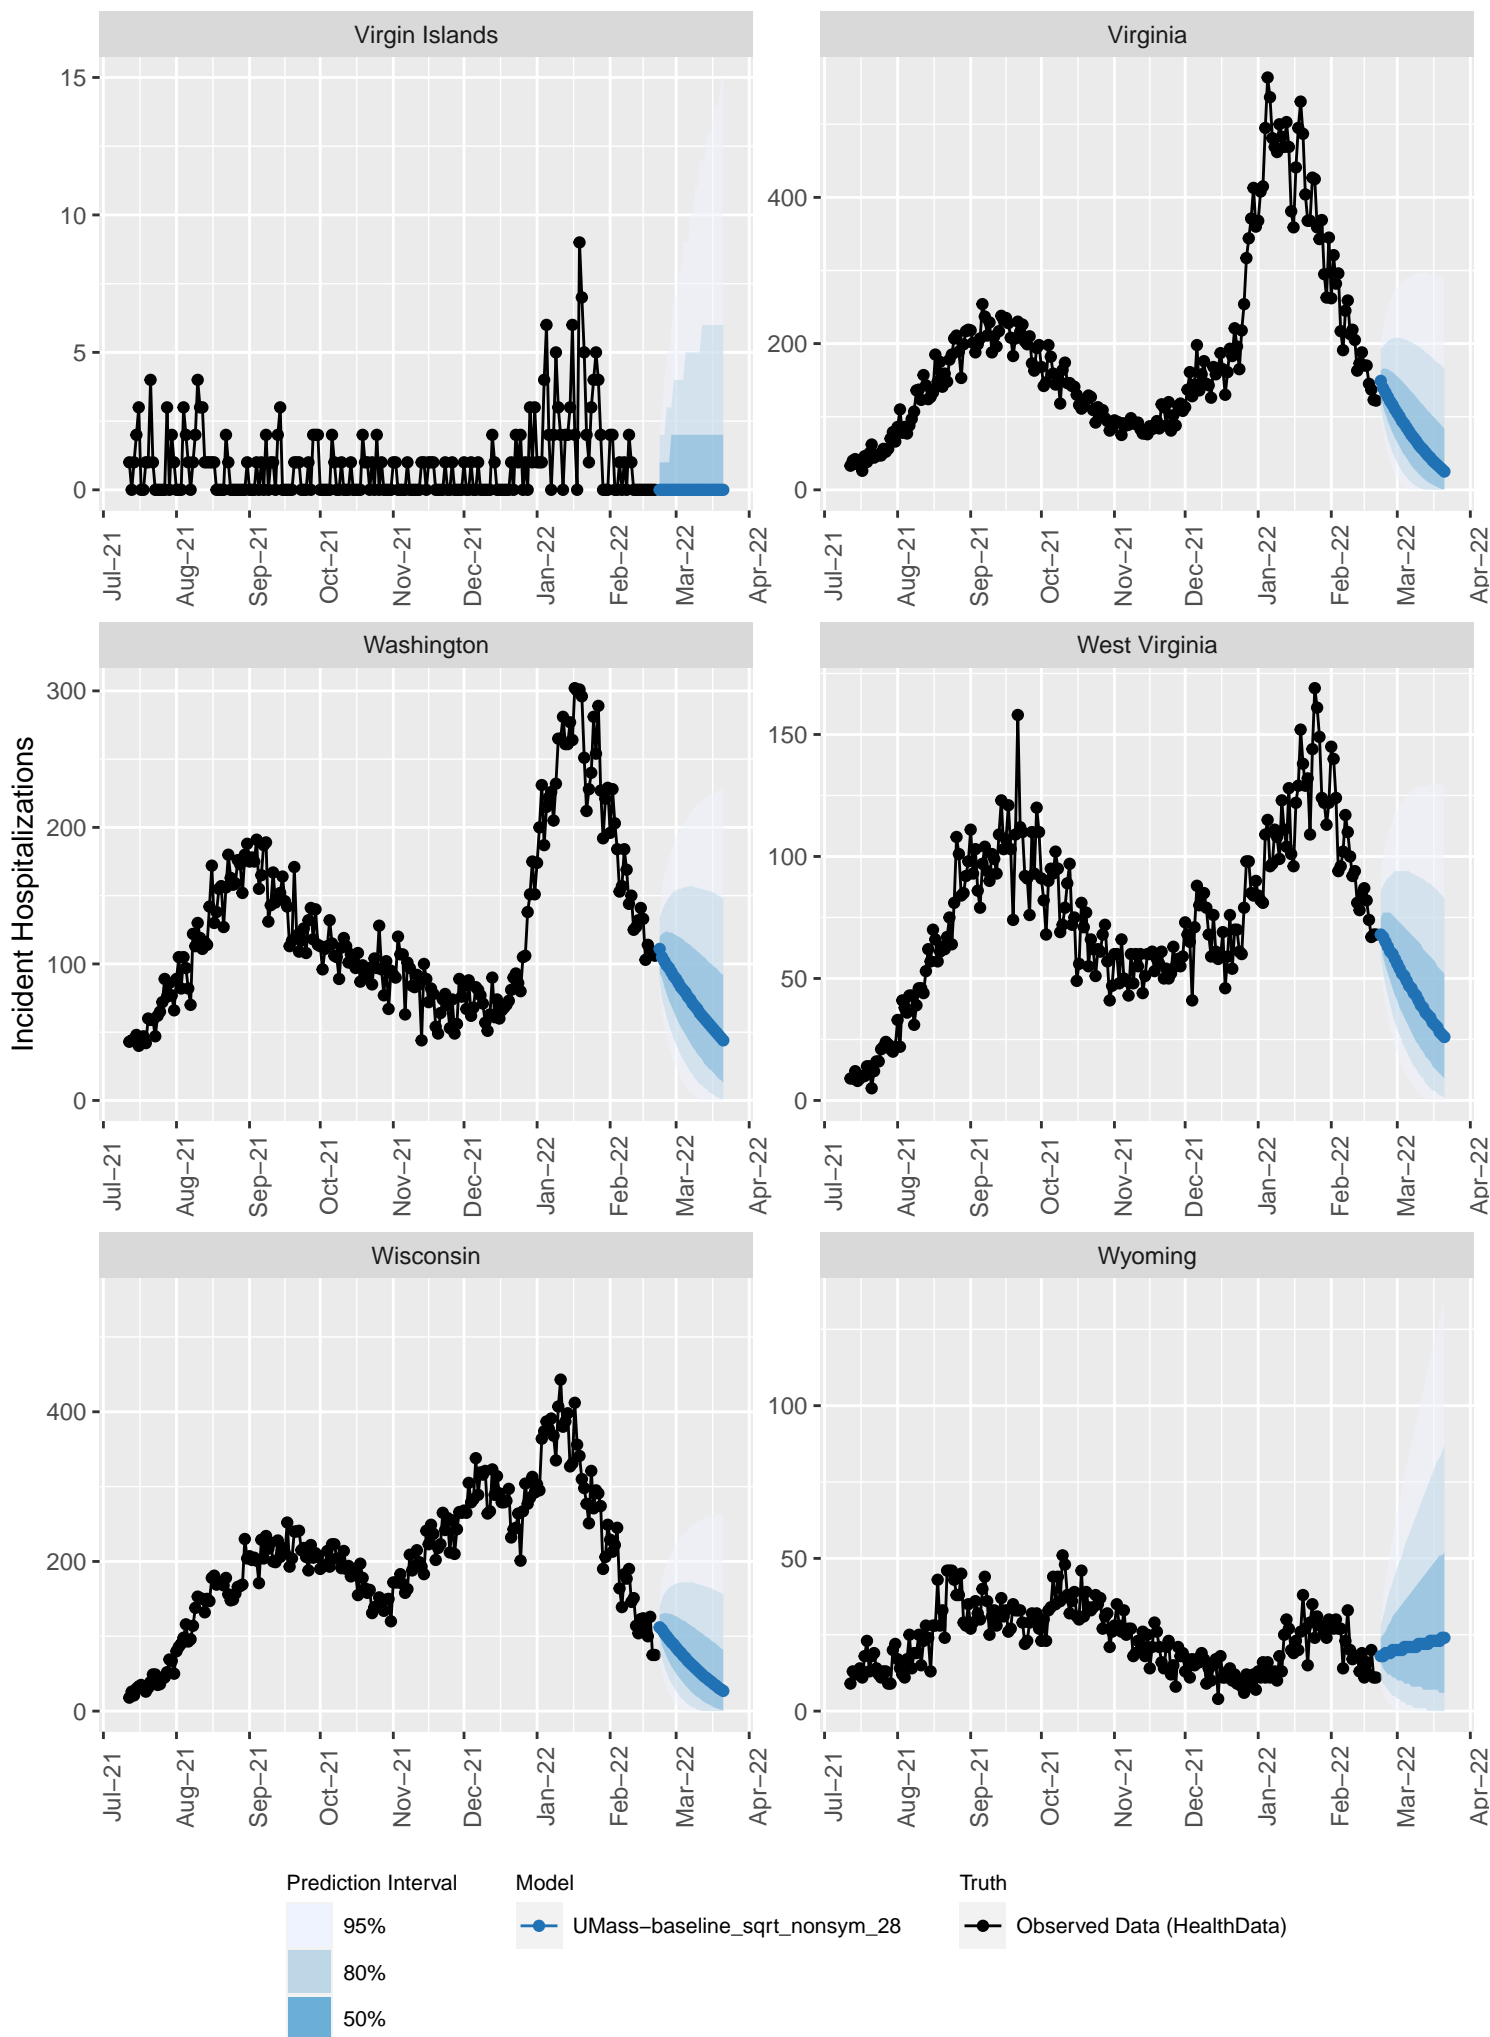 Virgin Islands
Virginia
15
10
5
0
400
200
0
Jul−21
Aug−21
Sep−21
Oct−21
Nov−21
Dec−21
Jan−22
Feb−22
Mar−22
Apr−22
Jul−21
Aug−21
Sep−21
Oct−21
Nov−21
Dec−21
Jan−22
Feb−22
Mar−22
Apr−22
Washington
West Virginia
Incident Hospitalizations
300
200
100
0
150
100
50
0
Jul−21
Aug−21
Sep−21
Oct−21
Nov−21
Dec−21
Jan−22
Feb−22
Mar−22
Apr−22
Jul−21
Aug−21
Sep−21
Oct−21
Nov−21
Dec−21
Jan−22
Feb−22
Mar−22
Apr−22
Wisconsin
Wyoming
400
200
0
100
50
0
Jul−21
Aug−21
Sep−21
Oct−21
Nov−21
Dec−21
Jan−22
Feb−22
Mar−22
Apr−22
Jul−21
Aug−21
Sep−21
Oct−21
Nov−21
Dec−21
Jan−22
Feb−22
Mar−22
Apr−22
Prediction Interval
95%
80%
50%
Model
UMass−baseline_sqrt_nonsym_28
Truth
Observed Data (HealthData)